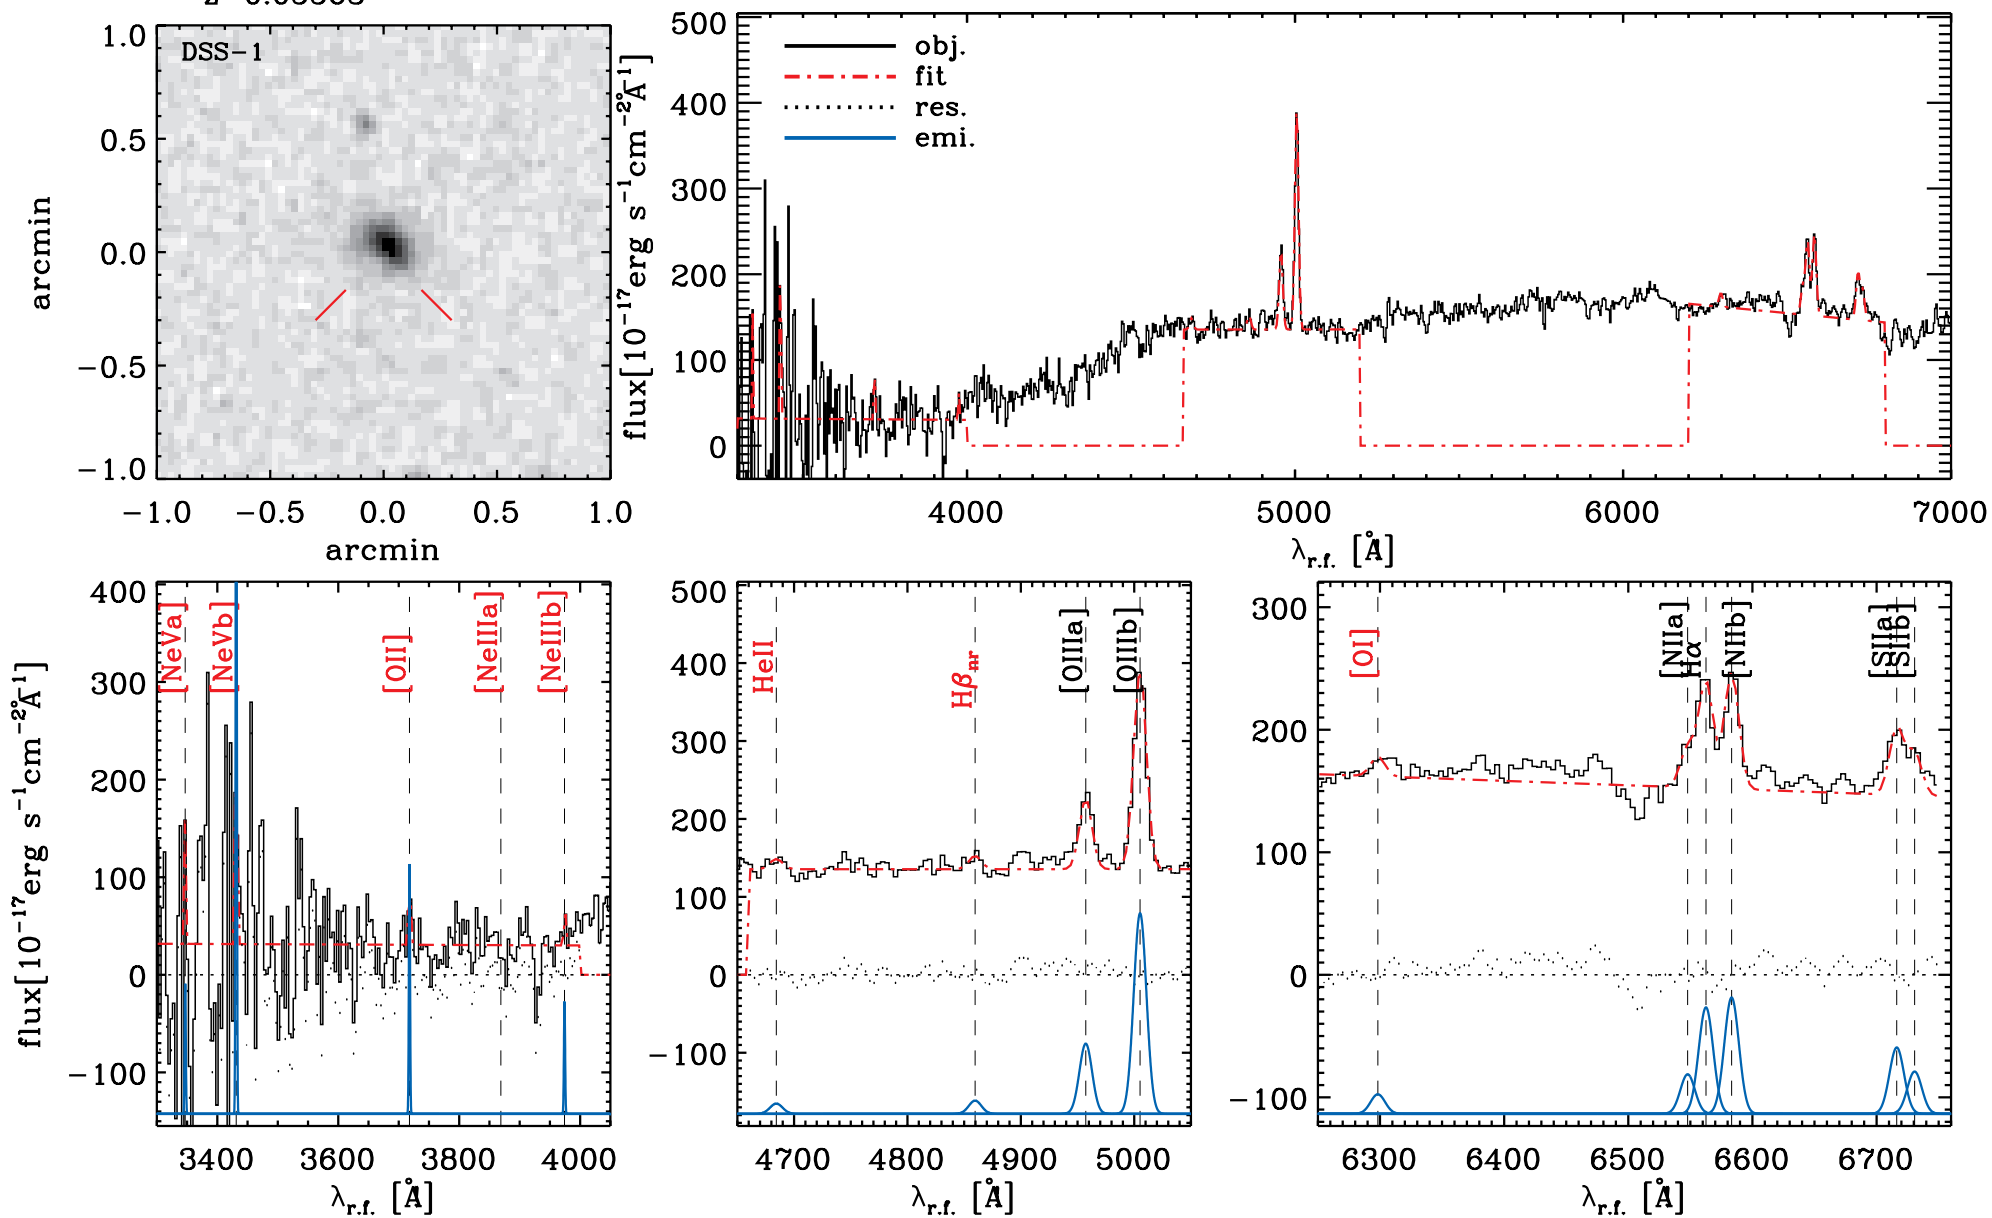 DSS-1
1.0
0.5
0.0
−0.5
−1.0
−1.0 −0.5 0.0 0.5 1.0
arcmin
arcmin
500
400
300
200
100
0
flux[10⁻¹⁷erg s⁻¹cm⁻²Å⁻¹]
obj.
fit
res.
emi.
4000 5000 6000 7000
λr.f. [Å]
400
300
200
100
0
−100
flux[10⁻¹⁷erg s⁻¹cm⁻²Å⁻¹]
[NeVa]
[NeVb]
[OII]
[NeIIIa]
[NeIIIb]
3400 3600 3800 4000
λr.f. [Å]
500
400
300
200
100
0
−100
HeII
Hβnr
[OIIIa]
[OIIIb]
4700 4800 4900 5000
λr.f. [Å]
300
200
100
0
−100
[OI]
[NIIa]
Hα
[NIIb]
[SIIa]
[SIIb]
6300 6400 6500 6600 6700
λr.f. [Å]